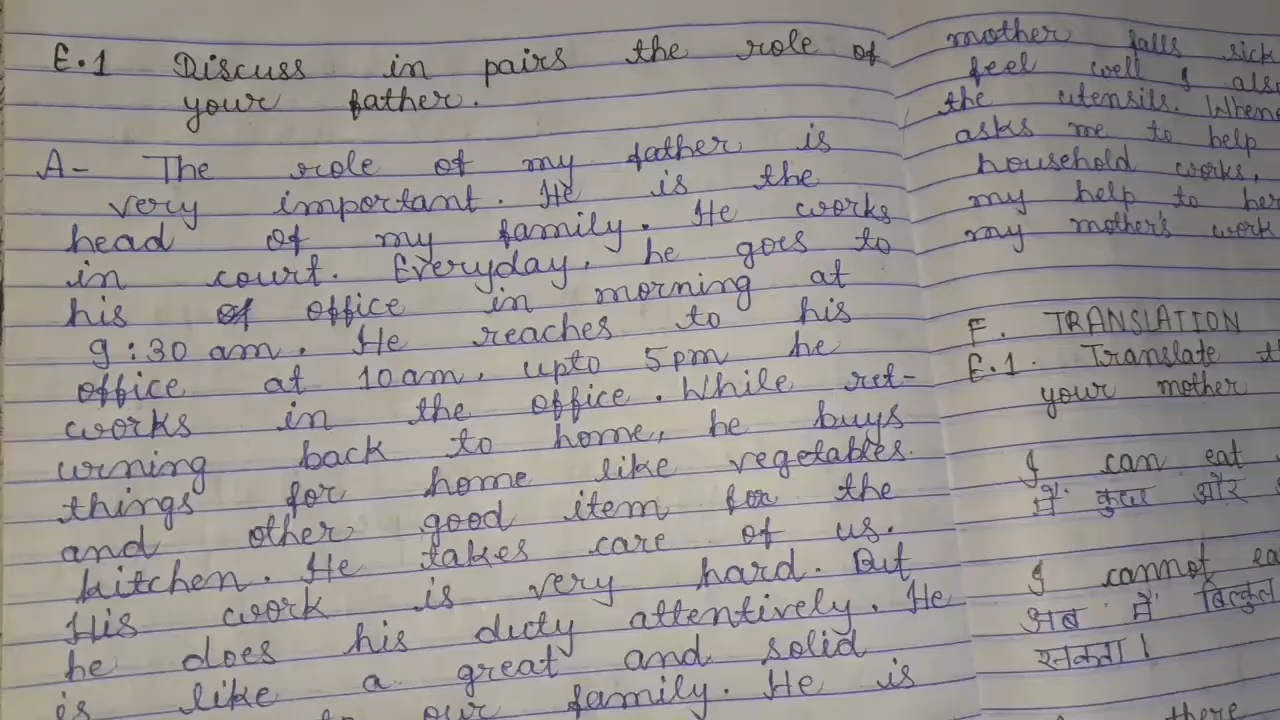 E.1 Discuss in pairs the role of
your father.
A- The role of my father is
very important. He is the
head of my family. He works
in court. Everyday, he goes to
his of office in morning at
9:30 am. He reaches to his
office at 10am. upto 5pm he
works in the office. While ret-
urning back to home, he buys
things for home like vegetables.
and other good item for the
kitchen. He takes care of us.
His work is very hard. But
he does his duty attentively. He
is like a great and solid
our family. He is
mother falls sick
feel well I
the utensils.
asks me to help
household works,
my help to her
my mother's work
F. TRANSLATION
E.1. Translate
your mother
I can eat
मैं और
I cannot
अब मैं
सकता।
there